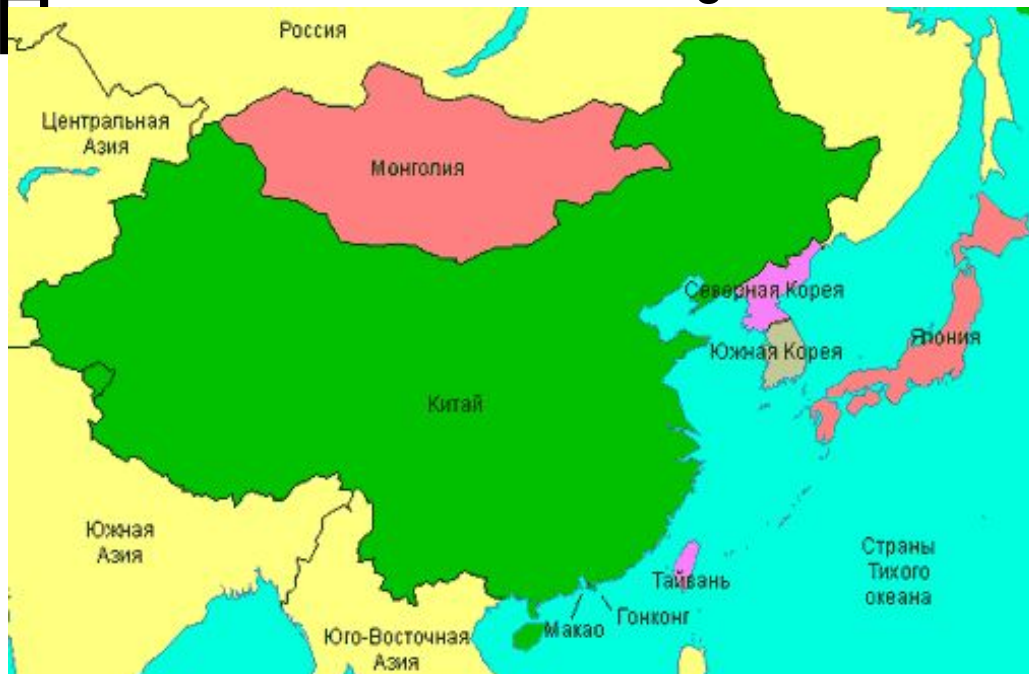 Россия
Центральная
Азия
Монголия
Северная Корея
Южная Корея
Япония
Китай
Южная
Азия
Страны
Тихого
океана
Тайвань
Гонконг
Макао
Юго-Восточная
Азия